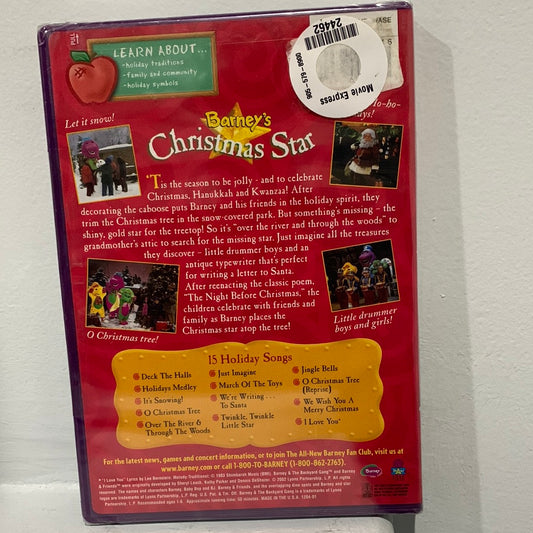 PULL
LEARN ABOUT...
-holiday traditions
-family and community
-holiday symbols
24462
Movie Express
Let it snow!
Barney's
Christmas Star
'Tis the season to be jolly - and to celebrate
Christmas, Hanukkah and Kwanzaa! After
decorating the caboose puts Barney and his friends in the holiday spirit, they
trim the Christmas tree in the snow-covered park. But something's missing – the
shiny, gold star for the treetop! So it's "over the river and through the woods" to
grandmother's attic to search for the missing star. Just imagine all the treasures
they discover – little drummer boys and an
antique typewriter that's perfect
for writing a letter to Santa.
After reenacting the classic poem,
"The Night Before Christmas," the
children celebrate with friends and
family as Barney places the
Christmas star atop the tree!
O Christmas tree!
Little drummer
boys and girls!
15 Holiday Songs
Deck The Halls
Holidays Medley
It's Snowing!
O Christmas Tree
Over The River &
Through The Woods
Just Imagine
March Of The Toys
We're Writing . . .
To Santa
Twinkle, Twinkle
Little Star
Jingle Bells
O Christmas Tree
(Reprise)
We Wish You A
Merry Christmas
I Love You*
For the latest news, games and concert information, or to join The All-New Barney Fan Club, visit us at
www.barney.com or call 1-800-TO-BARNEY (1-800-862-2763).
Barney